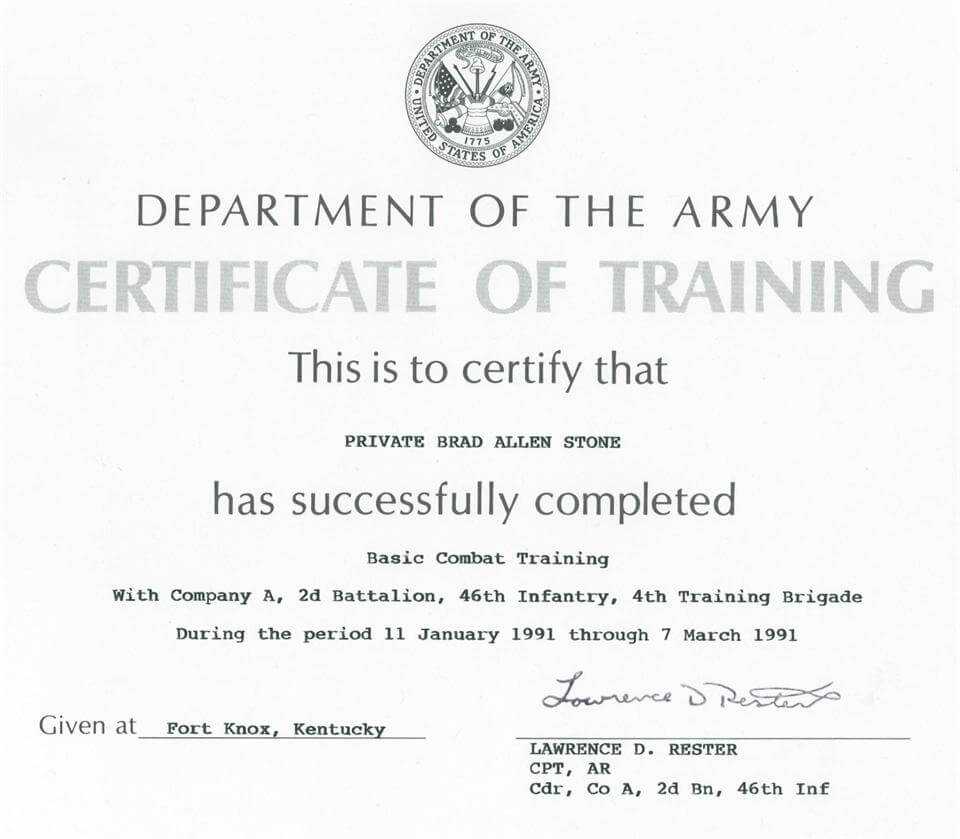 DEPARTMENT OF THE ARMY
UNITED STATES OF AMERICA
1775
DEPARTMENT OF THE ARMY
CERTIFICATE OF TRAINING
This is to certify that
PRIVATE BRAD ALLEN STONE
has successfully completed
Basic Combat Training
With Company A, 2d Battalion, 46th Infantry, 4th Training Brigade
During the period 11 January 1991 through 7 March 1991
Lawrence D Rester
Given at Fort Knox, Kentucky
LAWRENCE D. RESTER
CPT, AR
Cdr, Co A, 2d Bn, 46th Inf